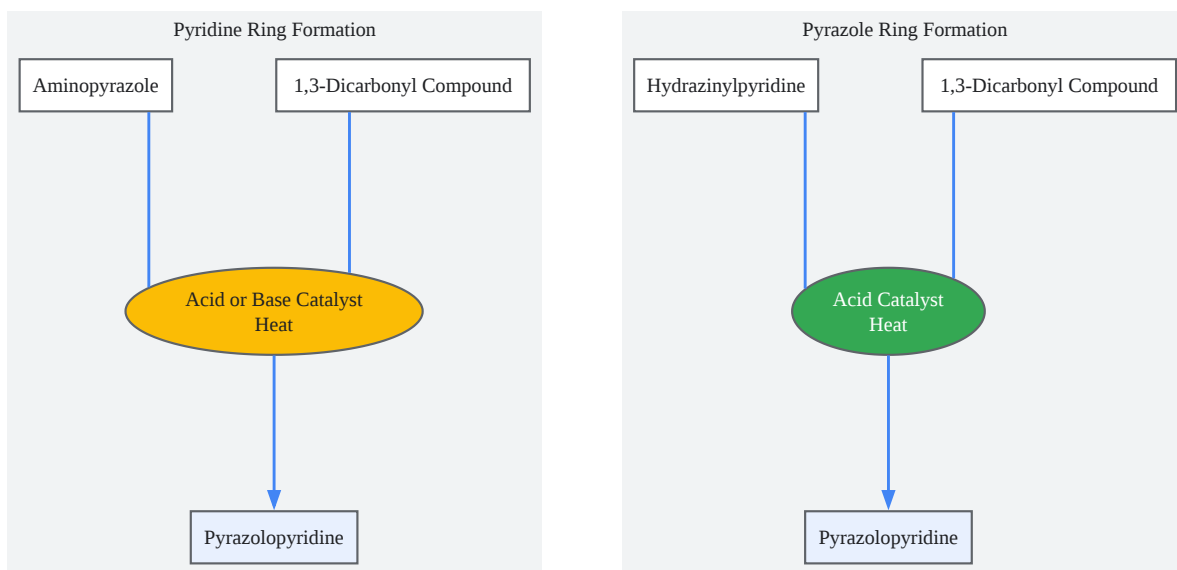 Pyridine Ring Formation
Aminopyrazole
1,3-Dicarbonyl Compound
Acid or Base Catalyst
Heat
Pyrazolopyridine
Pyrazole Ring Formation
Hydrazinylpyridine
1,3-Dicarbonyl Compound
Acid Catalyst
Heat
Pyrazolopyridine